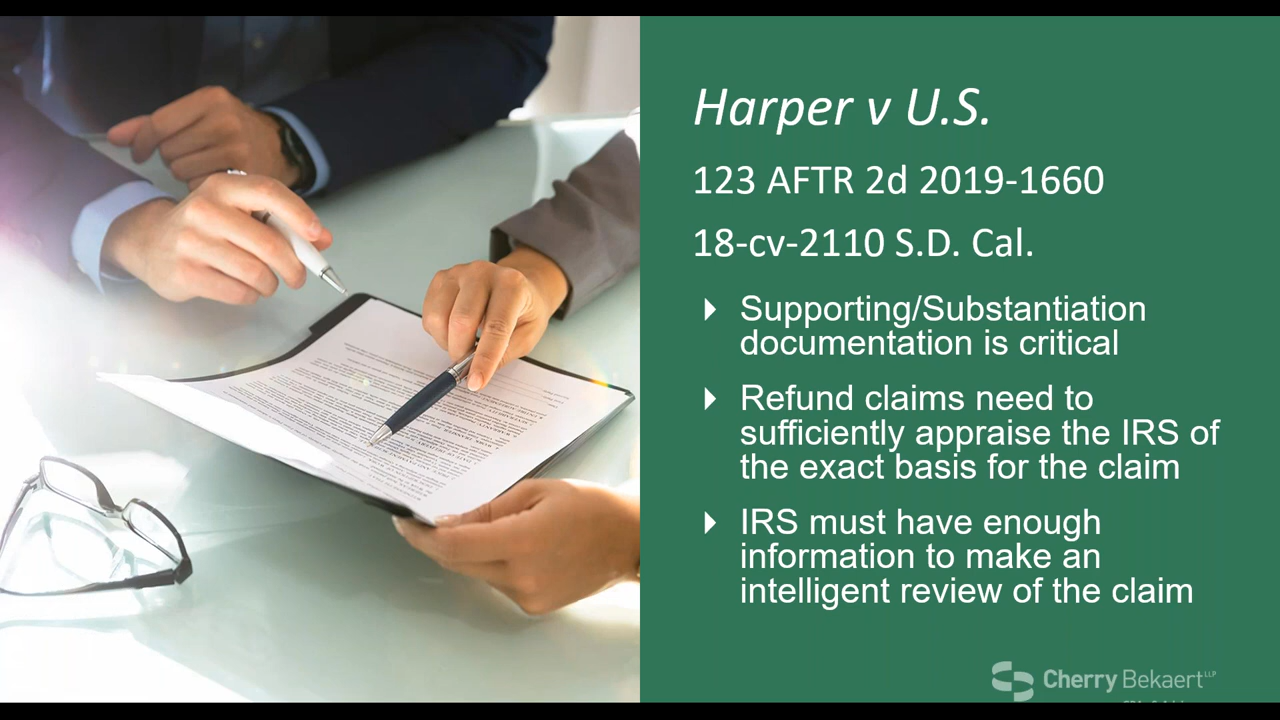 Harper v U.S.
123 AFTR 2d 2019-1660
18-cv-2110 S.D. Cal.
Supporting/Substantiation
documentation is critical
Refund claims need to
sufficiently appraise the IRS of
the exact basis for the claim
IRS must have enough
information to make an
intelligent review of the claim
Cherry Bekaert LLP